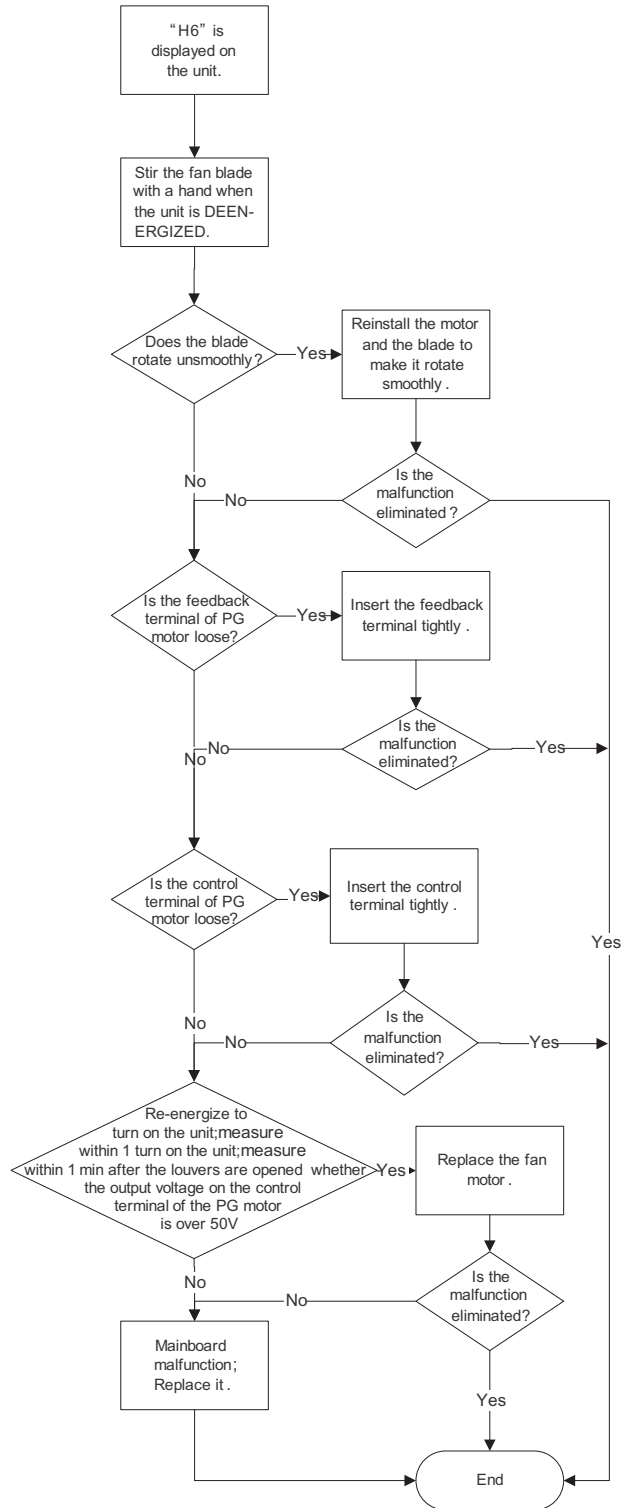 “H6” is
displayed on
the unit.
Stir the fan blade
with a hand when
the unit is DEEN-
ERGIZED.
Does the blade
rotate unsmoothly?
Yes
Reinstall the motor
and the blade to
make it rotate
smoothly.
No
No
Is the
malfunction
eliminated?
Is the feedback
terminal of PG
motor loose?
Yes
Insert the feedback
terminal tightly.
No
No
Is the
malfunction
eliminated?
Yes
Is the control
terminal of PG
motor loose?
Yes
Insert the control
terminal tightly.
Yes
No
No
Is the
malfunction
eliminated?
Yes
Re-energize to
turn on the unit;measure
within 1 turn on the unit;measure
within 1 min after the louvers are opened whether
the output voltage on the control
terminal of the PG motor
is over 50V
Yes
Replace the fan
motor.
No
No
Is the
malfunction
eliminated?
Mainboard
malfunction;
Replace it.
Yes
End